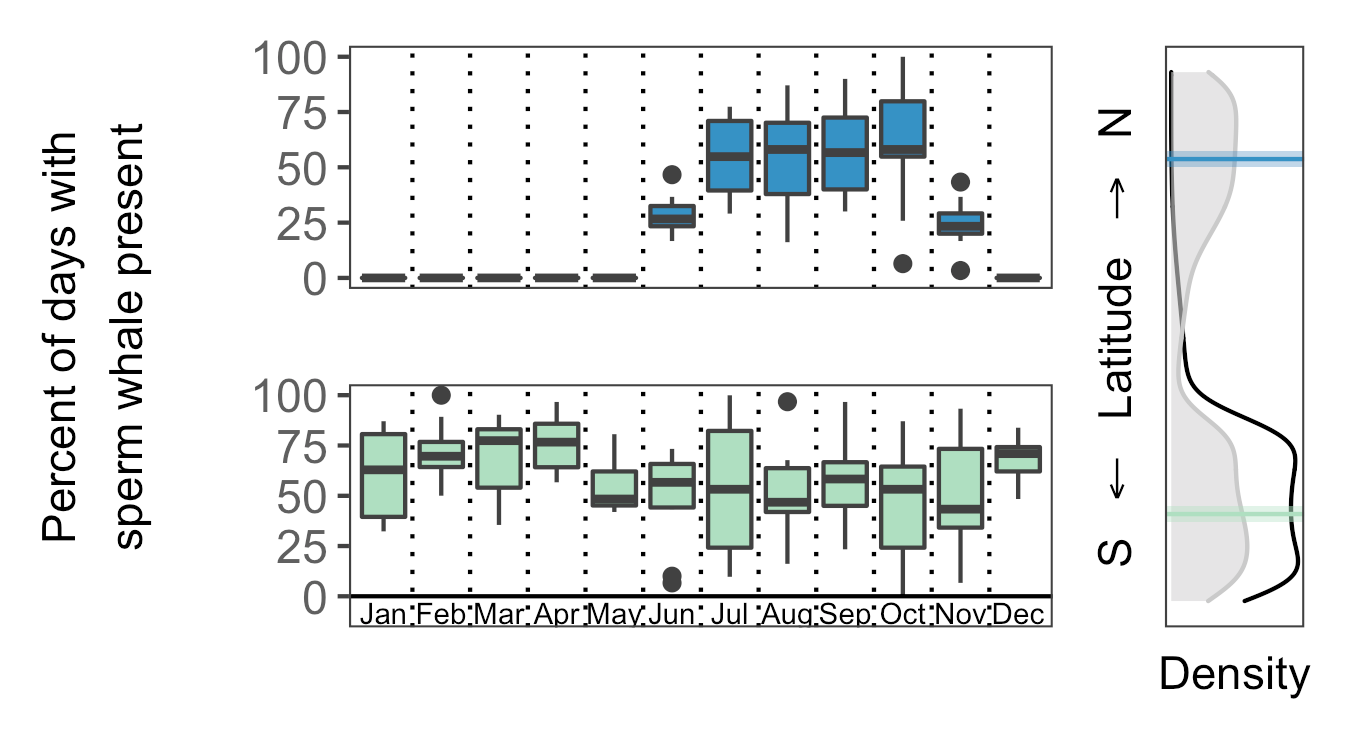 Percent of days with
sperm whale present
100
75
50
25
0
100
75
50
25
0
Jan Feb Mar Apr May Jun Jul Aug Sep Oct Nov Dec
S ← Latitude → N
Density